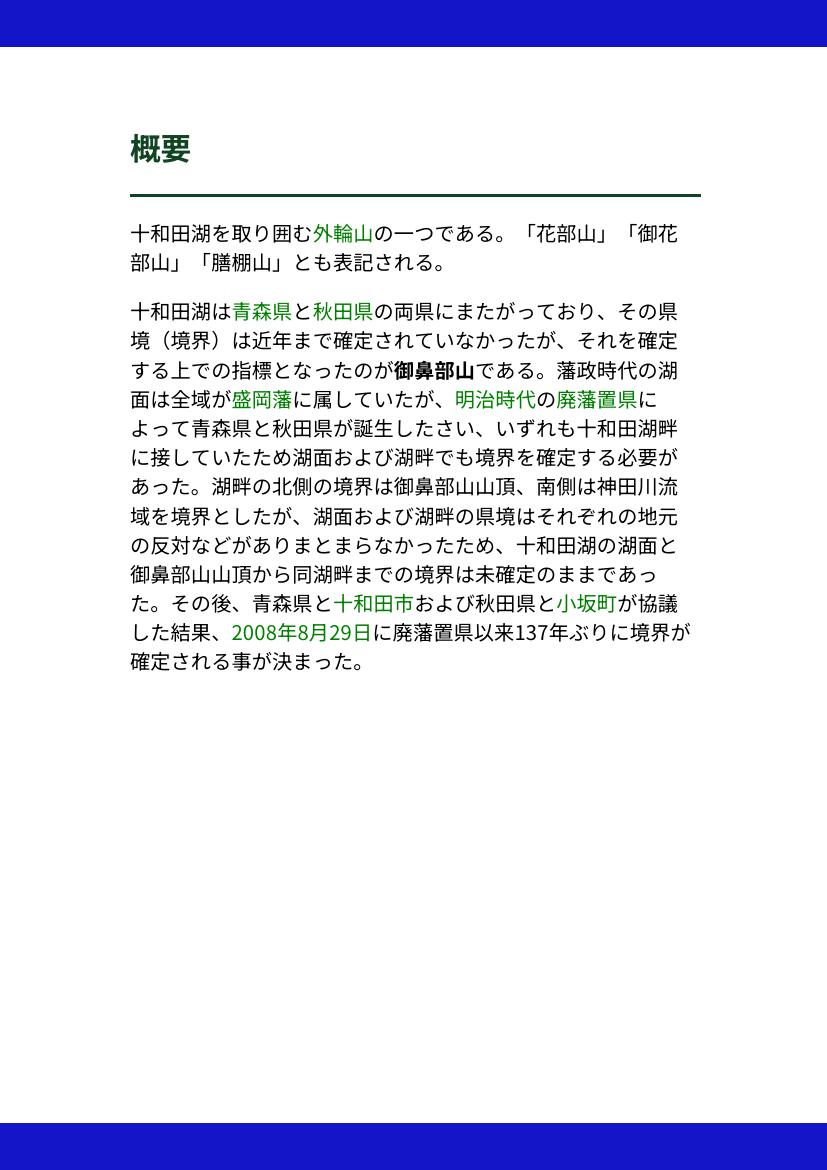 概要
十和田湖を取り囲む外輪山の一つである。「花部山」「御花
部山」「膳棚山」とも表記される。
十和田湖は青森県と秋田県の両県にまたがっており、その県
境（境界）は近年まで確定されていなかったが、それを確定
する上での指標となったのが御鼻部山である。藩政時代の湖
面は全域が盛岡藩に属していたが、明治時代の廃藩置県に
よって青森県と秋田県が誕生したさい、いずれも十和田湖畔
に接していたため湖面および湖畔でも境界を確定する必要が
あった。湖畔の北側の境界は御鼻部山山頂、南側は神田川流
域を境界としたが、湖面および湖畔の県境はそれぞれの地元
の反対などがありまとまらなかったため、十和田湖の湖面と
御鼻部山山頂から同湖畔までの境界は未確定のままであっ
た。その後、青森県と十和田市および秋田県と小坂町が協議
した結果、2008年8月29日に廃藩置県以来137年ぶりに境界が
確定される事が決まった。